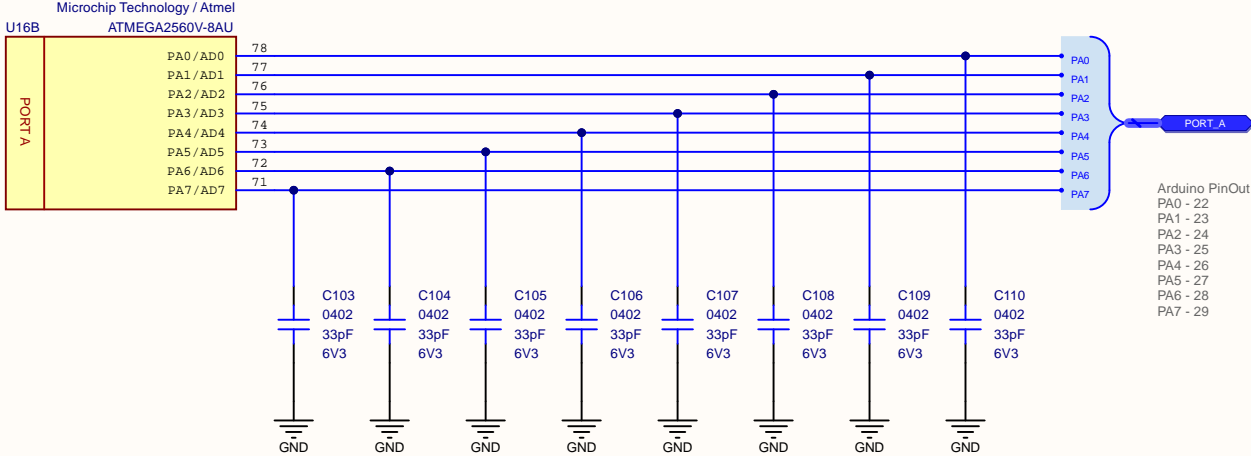 Microchip Technology / Atmel
U16B ATMEGA2560V-8AU
PORT A
PA0/AD0 78 PA0
PA1/AD1 77 PA1
PA2/AD2 76 PA2
PA3/AD3 75 PA3
PA4/AD4 74 PA4
PA5/AD5 73 PA5
PA6/AD6 72 PA6
PA7/AD7 71 PA7
PORT_A
Arduino PinOut
PA0 - 22
PA1 - 23
PA2 - 24
PA3 - 25
PA4 - 26
PA5 - 27
PA6 - 28
PA7 - 29
C103 C104 C105 C106 C107 C108 C109 C110
0402 0402 0402 0402 0402 0402 0402 0402
33pF 33pF 33pF 33pF 33pF 33pF 33pF 33pF
6V3 6V3 6V3 6V3 6V3 6V3 6V3 6V3
GND GND GND GND GND GND GND GND